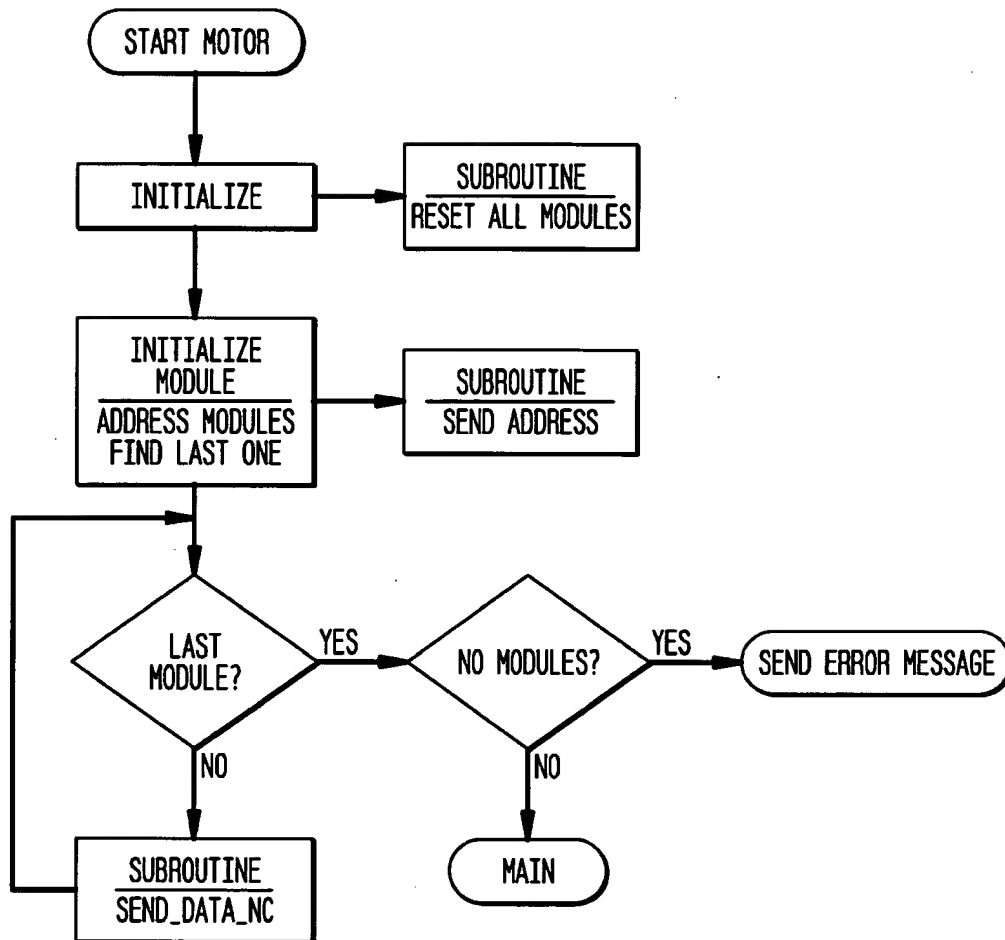 START MOTOR
INITIALIZE
SUBROUTINE
RESET ALL MODULES
INITIALIZE
MODULE
ADDRESS MODULES
FIND LAST ONE
SUBROUTINE
SEND ADDRESS
LAST
MODULE?
YES
NO MODULES?
YES
SEND ERROR MESSAGE
NO
NO
SUBROUTINE
SEND_DATA_NC
MAIN